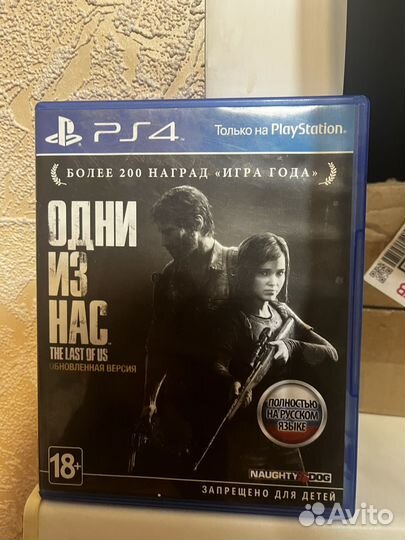 PS4
Только на PlayStation
БОЛЕЕ 200 НАГРАД «ИГРА ГОДА»
ОДНИ
ИЗ
НАС
THE LAST OF US
ОБНОВЛЕННАЯ ВЕРСИЯ
ПОЛНОСТЬЮ
НА РУССКОМ
ЯЗЫКЕ
18+
NAUGHTY DOG
ЗАПРЕЩЕНО ДЛЯ ДЕТЕЙ
Avito